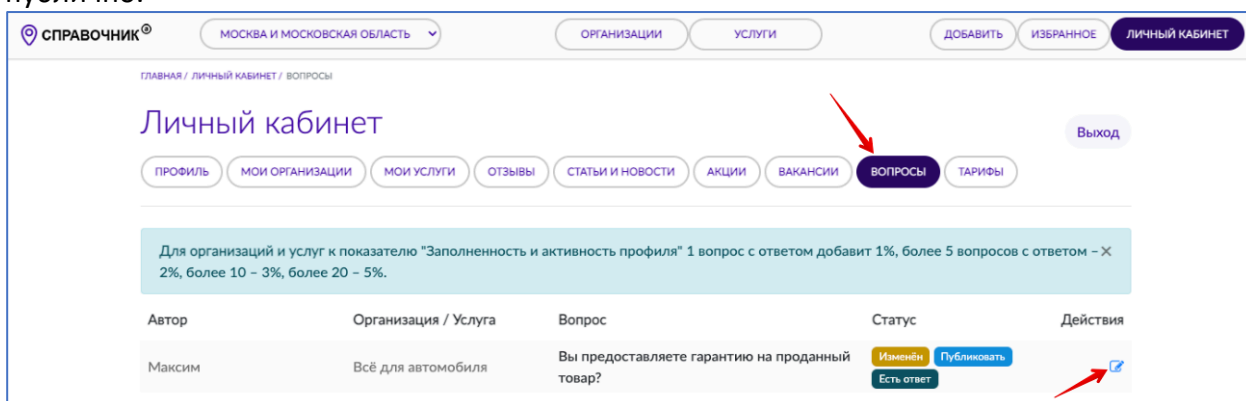 публично.
СПРАВОЧНИК®
МОСКВА И МОСКОВСКАЯ ОБЛАСТЬ
ОРГАНИЗАЦИИ
УСЛУГИ
ДОБАВИТЬ
ИЗБРАННОЕ
ЛИЧНЫЙ КАБИНЕТ
ГЛАВНАЯ / ЛИЧНЫЙ КАБИНЕТ / ВОПРОСЫ
Личный кабинет
Выход
ПРОФИЛЬ
МОИ ОРГАНИЗАЦИИ
МОИ УСЛУГИ
ОТЗЫВЫ
СТАТЬИ И НОВОСТИ
АКЦИИ
ВАКАНСИИ
ВОПРОСЫ
ТАРИФЫ
Для организаций и услуг к показателю "Заполненность и активность профиля" 1 вопрос с ответом добавит 1%, более 5 вопросов с ответом –
2%, более 10 – 3%, более 20 – 5%.
Автор
Организация / Услуга
Вопрос
Статус
Действия
Максим
Всё для автомобиля
Вы предоставляете гарантию на проданный
товар?
Изменён
Публиковать
Есть ответ